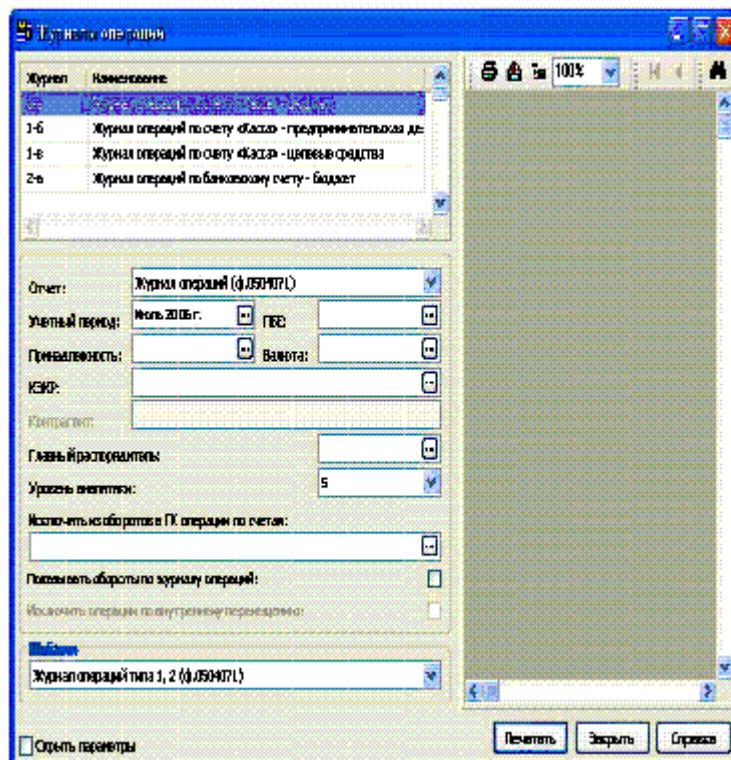 Журналы операций
Журнал Наименование
100%
1-б Журнал операций по счету «Касса» - предпринимательская де
1-в Журнал операций по счету «Касса» - целевые средства
2-а Журнал операций по банковскому счету - бюджет
Отчет: Журнал операций (ф.0504071)
Учетный период: Июль 2006 г. ПБЕ:
Принадлежность: Валюта:
КЭКР:
Контрагент:
Главный распорядитель:
Уровень аналитики: 5
Исключить из оборотов в ГК операции по счетам:
Показывать обороты по журналу операций:
Исключить операции по внутреннему перемещению:
Шаблон
Журнал операций типа 1, 2 (ф.0504071)
Скрыть параметры
Печатать Закрыть Справка